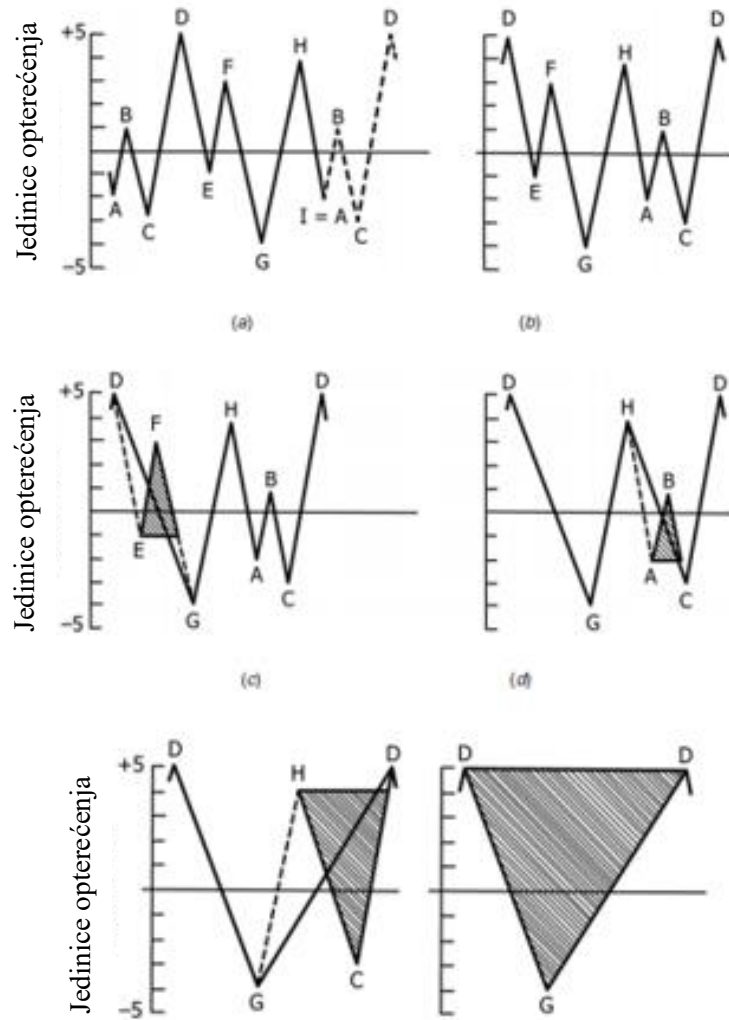 Jedinice opterećenja
+5
D
H
D
F
B
B
A
E
I = A
C
C
G
−5
(a)
D
D
H
F
B
E
A
C
G
(b)
Jedinice opterećenja
+5
D
D
H
F
B
E
A
C
G
−5
(c)
D
D
H
B
A
C
G
(d)
Jedinice opterećenja
+5
D
H
D
C
G
−5
D
D
G